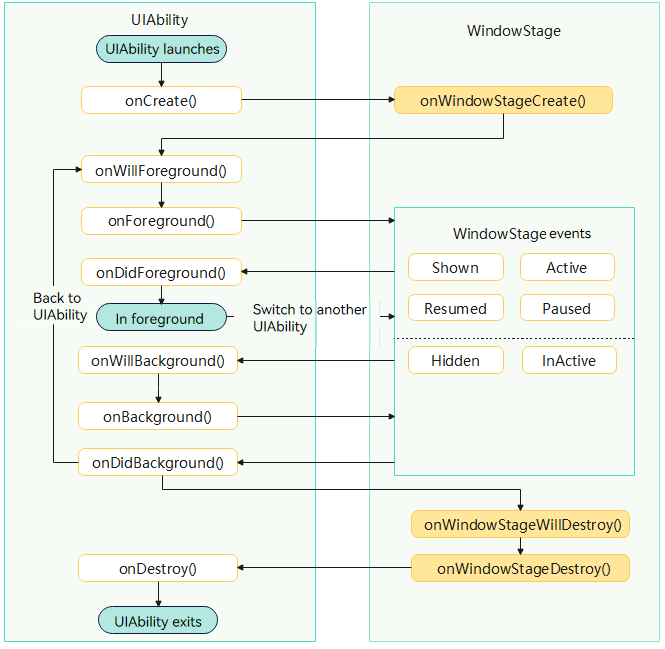 UIAbility
WindowStage
UIAbility launches
onCreate()
onWindowStageCreate()
onWillForeground()
onForeground()
WindowStage events
onDidForeground()
Shown
Active
Back to
UIAbility
In foreground
Switch to another
UIAbility
Resumed
Paused
onWillBackground()
Hidden
InActive
onBackground()
onDidBackground()
onWindowStageWillDestroy()
onDestroy()
onWindowStageDestroy()
UIAbility exits